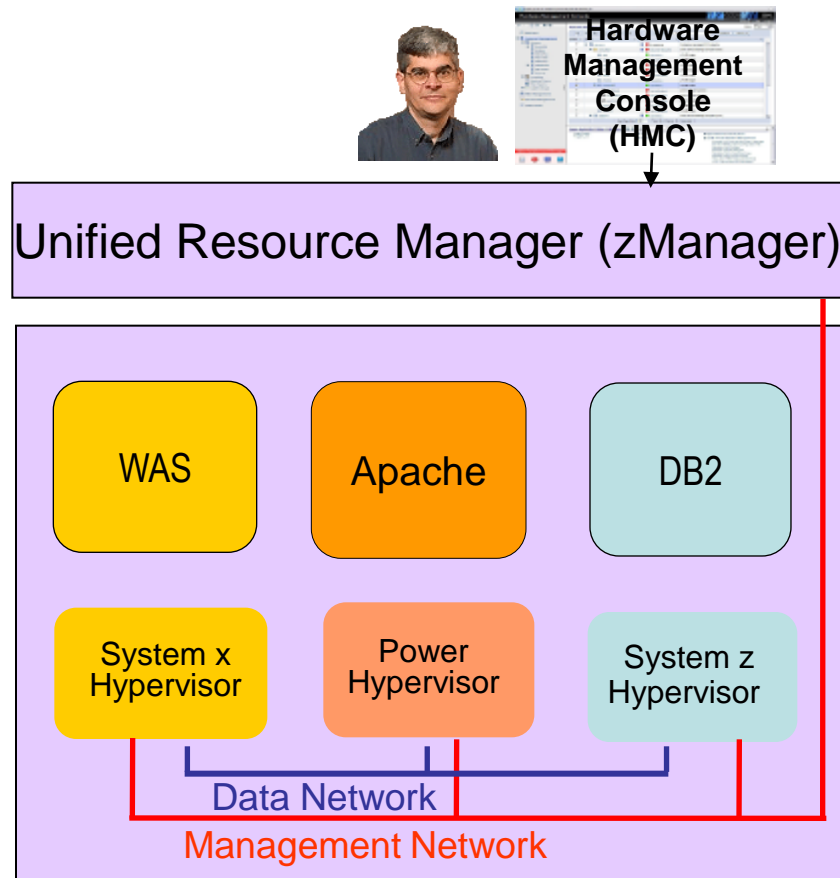 Hardware
Management
Console
(HMC)
Unified Resource Manager (zManager)
WAS
Apache
DB2
System x
Hypervisor
Power
Hypervisor
System z
Hypervisor
Data Network
Management Network